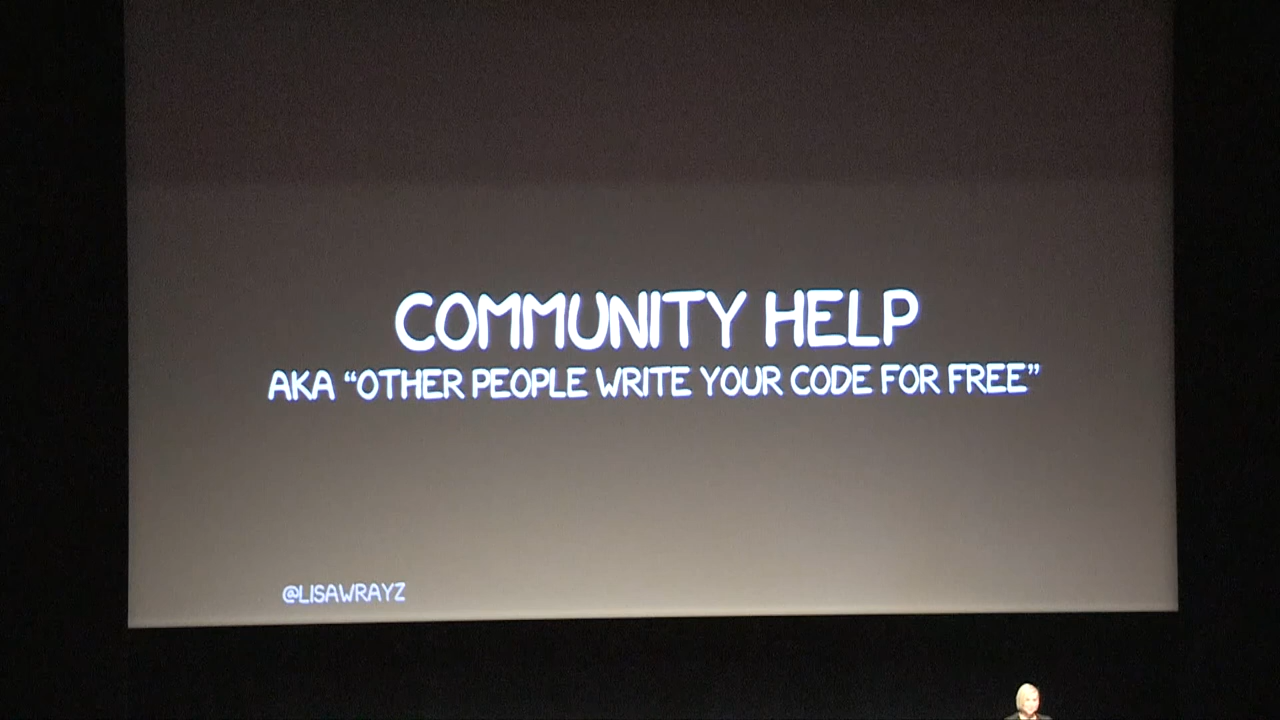 COMMUNITY HELP
AKA “OTHER PEOPLE WRITE YOUR CODE FOR FREE”
@LISAWRAYZ